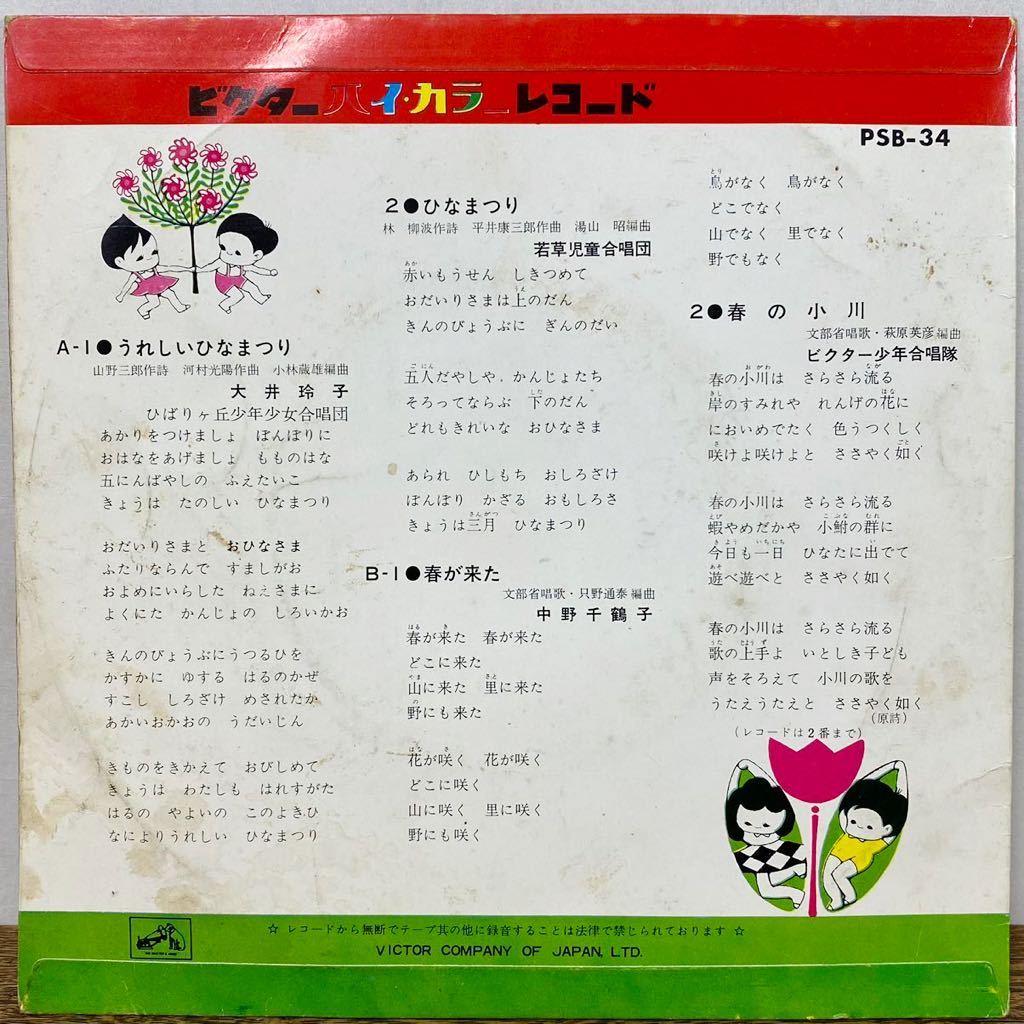 ビクターハイ・カラーレコード
PSB-34
A-1●うれしいひなまつり
山野三郎作詩 河村光陽作曲 小林蔵雄編曲
大井玲子
ひばりヶ丘少年少女合唱団
あかりをつけましょ ぼんぼりに
おはなをあげましょ もものはな
五にんばやしの ふえたいこ
きょうは たのしい ひなまつり
おだいりさまと おひなさま
ふたりならんで すましがお
およめにいらした ねえさまに
よくにた かんじょの しろいかお
きんのびょうぶにうつるひを
かすかに ゆする はるのかぜ
すこし しろざけ めされたか
あかいおかおの うだいじん
きものをきかえて おびしめて
きょうは わたしも はれすがた
はるの やよいの このよきひ
なによりうれしい ひなまつり
2●ひなまつり
林 柳波作詩 平井康三郎作曲 湯山 昭編曲
若草児童合唱団
赤いもうせん しきつめて
おだいりさまは上のだん
きんのびょうぶに ぎんのだい
五人だやしや、かんじょたち
そろってならぶ 下のだん
どれもきれいな おひなさま
あられ ひしもち おしろざけ
ぼんぼり かざる おもしろさ
きょうは三月 ひなまつり
B-1●春が来た
文部省唱歌・只野通泰編曲
中野千鶴子
春が来た 春が来た
どこに来た
山に来た 里に来た
野にも来た
花が咲く 花が咲く
どこに咲く
山に咲く 里に咲く
野にも咲く
鳥がなく 鳥がなく
どこでなく
山でなく 里でなく
野でもなく
2●春の小川
文部省唱歌・萩原英彦編曲
ビクター少年合唱隊
春の小川は さらさら流る
岸のすみれや れんげの花に
においめでたく 色うつくしく
咲けよ咲けよと ささやく如く
春の小川は さらさら流る
蝦やめだかや 小鮒の群に
今日も一日 ひなたに出でて
遊べ遊べと ささやく如く
春の小川は さらさら流る
歌の上手よ いとしき子ども
声をそろえて 小川の歌を
うたえうたえと ささやく如く
(原詩)
(レコードは2番まで)
☆ レコードから無断でテープ其の他に録音することは法律で禁じられております ☆
VICTOR COMPANY OF JAPAN, LTD.